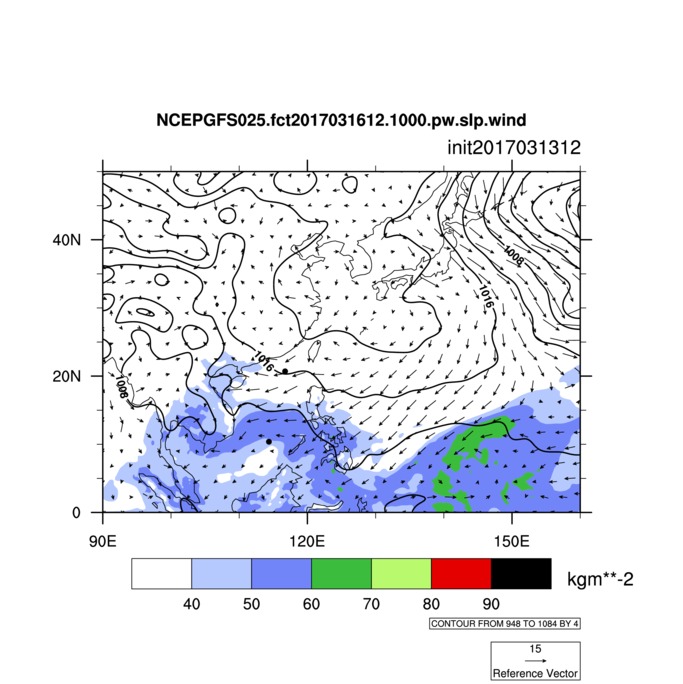 NCEPGFS025.fct2017031612.1000.pw.slp.wind
init2017031312
40N
1008
1016
1016
20N
1008
0
90E
120E
150E
kgm**-2
40
50
60
70
80
90
CONTOUR FROM 948 TO 1084 BY 4
15
Reference Vector